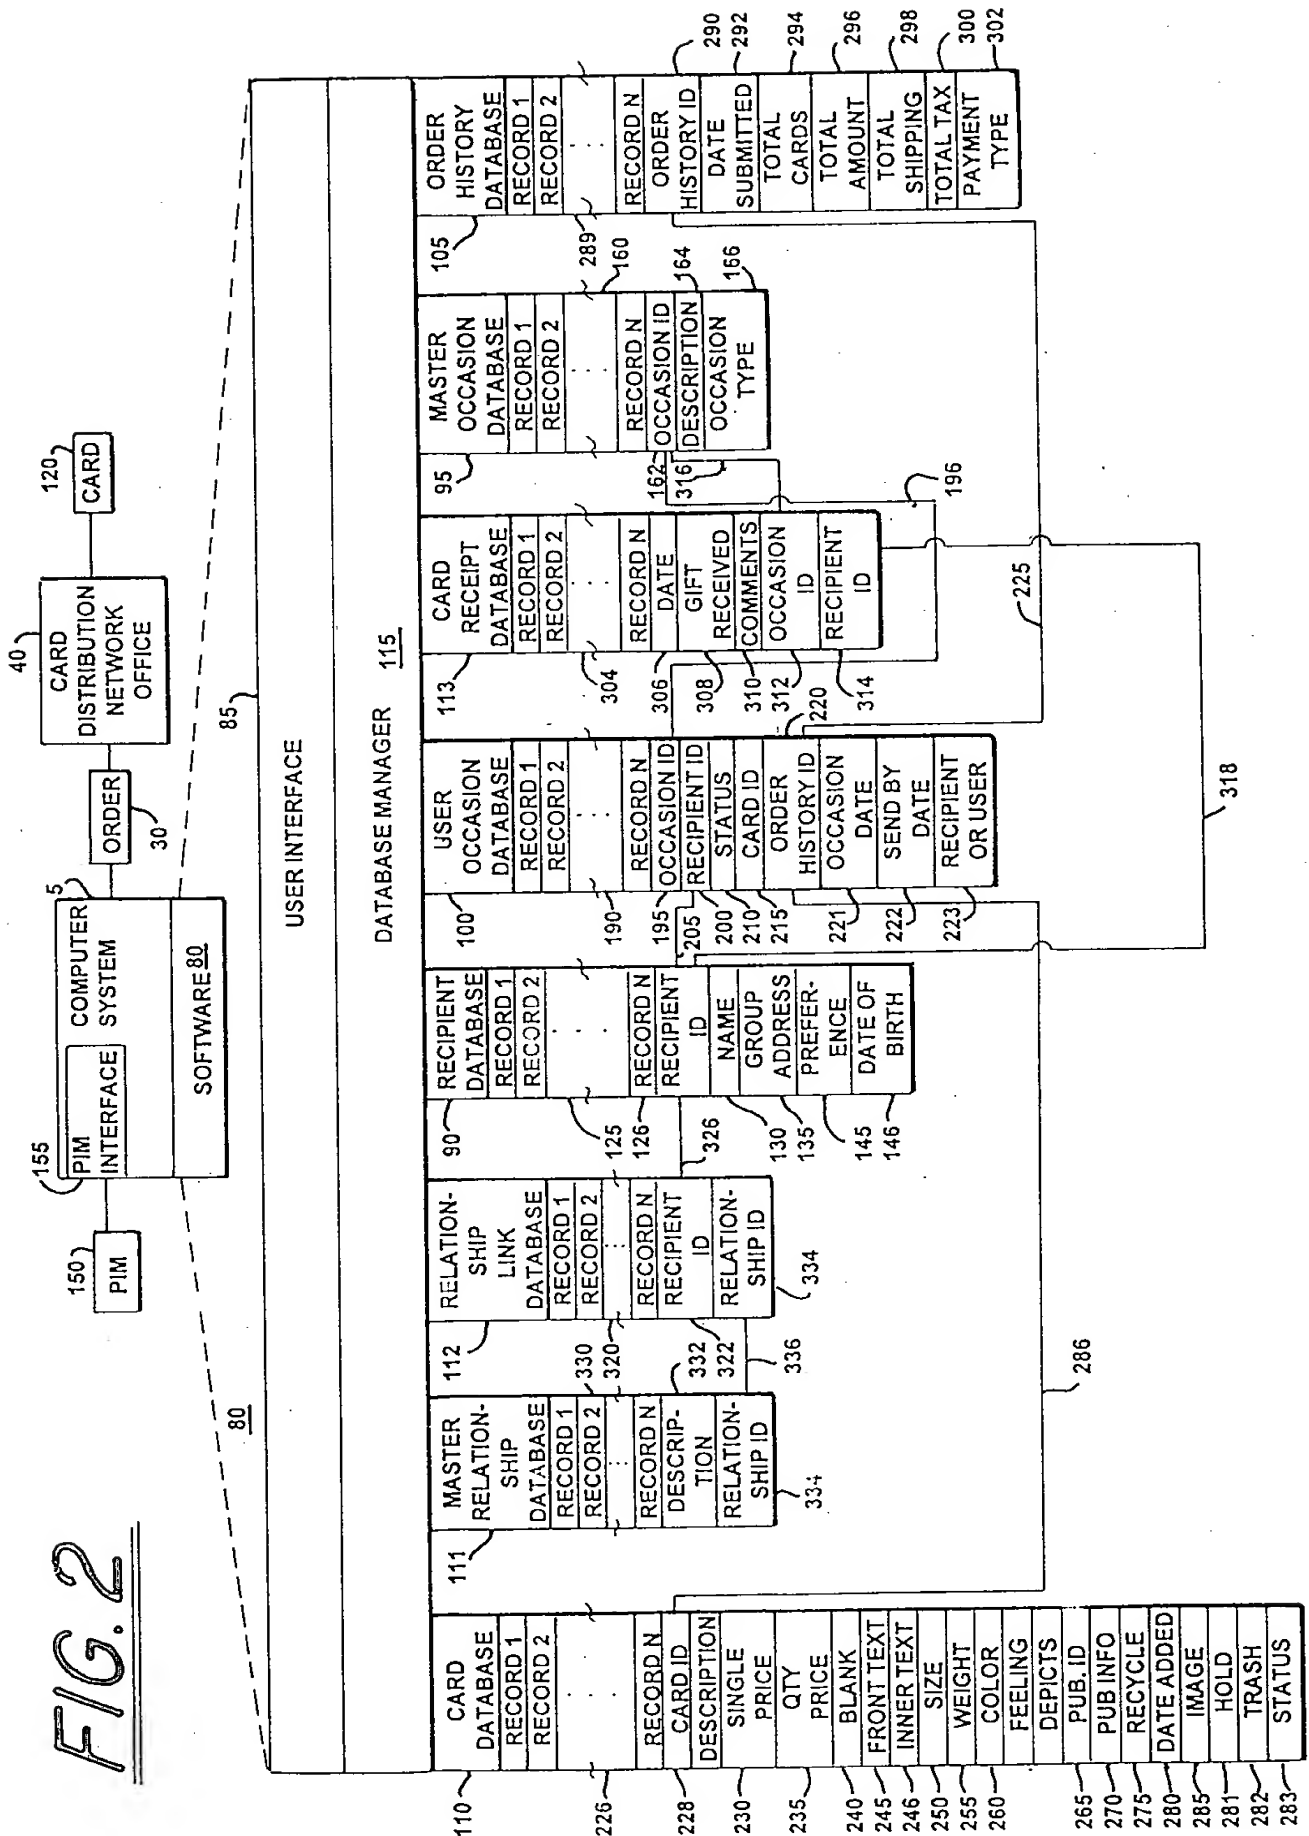 FIG. 2
150
PIM
155
PIM
INTERFACE
COMPUTER
SYSTEM
5
SOFTWARE 80
ORDER
30
40
CARD
DISTRIBUTION
NETWORK
OFFICE
120
CARD
80
85
USER INTERFACE
DATABASE MANAGER
115
110
CARD
DATABASE
RECORD 1
RECORD 2
. . .
RECORD N
CARD ID
DESCRIPTION
SINGLE
PRICE
QTY
PRICE
BLANK
FRONT TEXT
INNER TEXT
SIZE
WEIGHT
COLOR
FEELING
DEPICTS
PUB. ID
PUB INFO
RECYCLE
DATE ADDED
IMAGE
HOLD
TRASH
STATUS
226
228
230
235
240
245
246
250
255
260
265
270
275
280
285
281
282
283
111
MASTER
RELATION-
SHIP
DATABASE
RECORD 1
RECORD 2
. . .
RECORD N
DESCRIP-
TION
RELATION-
SHIP ID
330
332
334
336
112
RELATION-
SHIP
LINK
DATABASE
RECORD 1
RECORD 2
. . .
RECORD N
RECIPIENT
ID
RELATION-
SHIP ID
320
322
334
326
90
RECIPIENT
DATABASE
RECORD 1
RECORD 2
. . .
RECORD N
RECIPIENT
ID
NAME
GROUP
ADDRESS
PREFER-
ENCE
DATE OF
BIRTH
125
126
130
135
145
146
100
USER
OCCASION
DATABASE
RECORD 1
RECORD 2
. . .
RECORD N
OCCASION ID
RECIPIENT ID
STATUS
CARD ID
ORDER
HISTORY ID
OCCASION
DATE
SEND BY
DATE
RECIPIENT
OR USER
190
195
205
200
210
215
220
221
222
223
286
113
CARD
RECEIPT
DATABASE
RECORD 1
RECORD 2
. . .
RECORD N
DATE
GIFT
RECEIVED
COMMENTS
OCCASION
ID
RECIPIENT
ID
304
306
308
310
312
314
318
95
MASTER
OCCASION
DATABASE
RECORD 1
RECORD 2
. . .
RECORD N
OCCASION ID
DESCRIPTION
OCCASION
TYPE
160
162
164
166
316
196
225
105
ORDER
HISTORY
DATABASE
RECORD 1
RECORD 2
. . .
RECORD N
ORDER
HISTORY ID
DATE
SUBMITTED
TOTAL
CARDS
TOTAL
AMOUNT
TOTAL
SHIPPING
TOTAL TAX
PAYMENT
TYPE
289
290
292
294
296
298
300
302